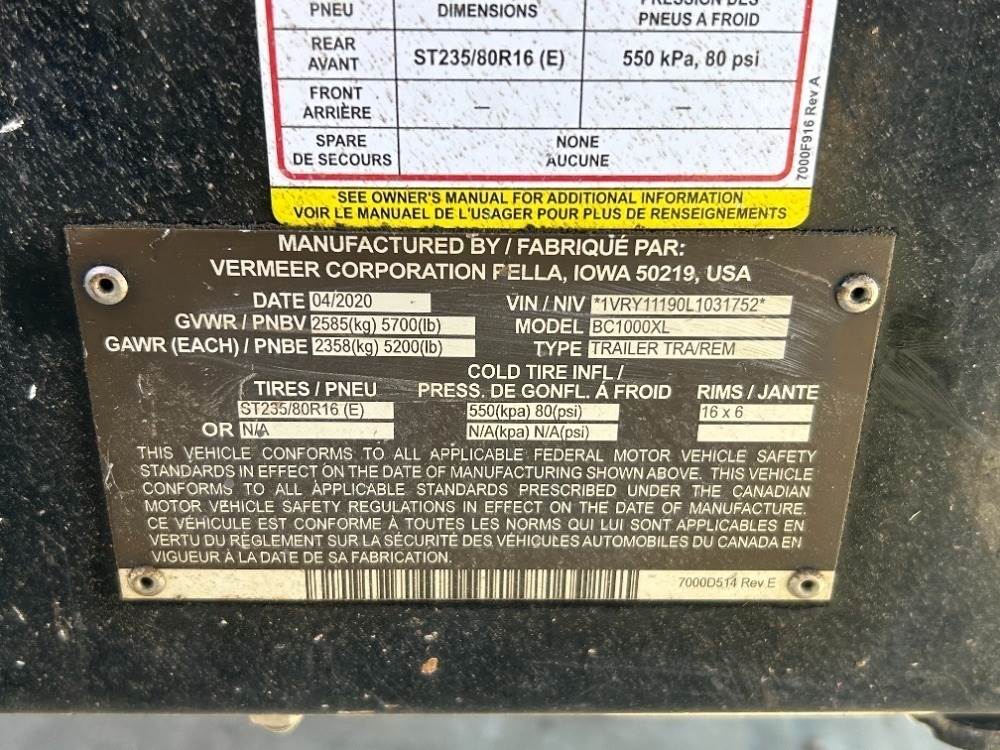 PNEU DIMENSIONS PRESSION DES
PNEUS A FROID
REAR
AVANT ST235/80R16 (E) 550 kPa, 80 psi
FRONT
ARRIÈRE — —
SPARE
DE SECOURS NONE
AUCUNE
7000F916 Rev A
SEE OWNER'S MANUAL FOR ADDITIONAL INFORMATION
VOIR LE MANUAEL DE L'USAGER POUR PLUS DE RENSEIGNEMENTS
MANUFACTURED BY / FABRIQUÉ PAR:
VERMEER CORPORATION PELLA, IOWA 50219, USA
DATE 04/2020 VIN / NIV *1VRY11190L1031752*
GVWR / PNBV 2585(kg) 5700(lb) MODEL BC1000XL
GAWR (EACH) / PNBE 2358(kg) 5200(lb) TYPE TRAILER TRA/REM
COLD TIRE INFL /
TIRES / PNEU PRESS. DE GONFL. À FROID RIMS / JANTE
ST235/80R16 (E) 550(kpa) 80(psi) 16 x 6
OR N/A N/A(kpa) N/A(psi)
THIS VEHICLE CONFORMS TO ALL APPLICABLE FEDERAL MOTOR VEHICLE SAFETY
STANDARDS IN EFFECT ON THE DATE OF MANUFACTURING SHOWN ABOVE. THIS VEHICLE
CONFORMS TO ALL APPLICABLE STANDARDS PRESCRIBED UNDER THE CANADIAN
MOTOR VEHICLE SAFETY REGULATIONS IN EFFECT ON THE DATE OF MANUFACTURE.
CE VÉHICULE EST CONFORME À TOUTES LES NORMS QUI LUI SONT APPLICABLES EN
VERTU DU RÈGLEMENT SUR LA SÉCURITÉ DES VÉHICULES AUTOMOBILES DU CANADA EN
VIGUEUR À LA DATE DE SA FABRICATION.
7000D514 Rev E